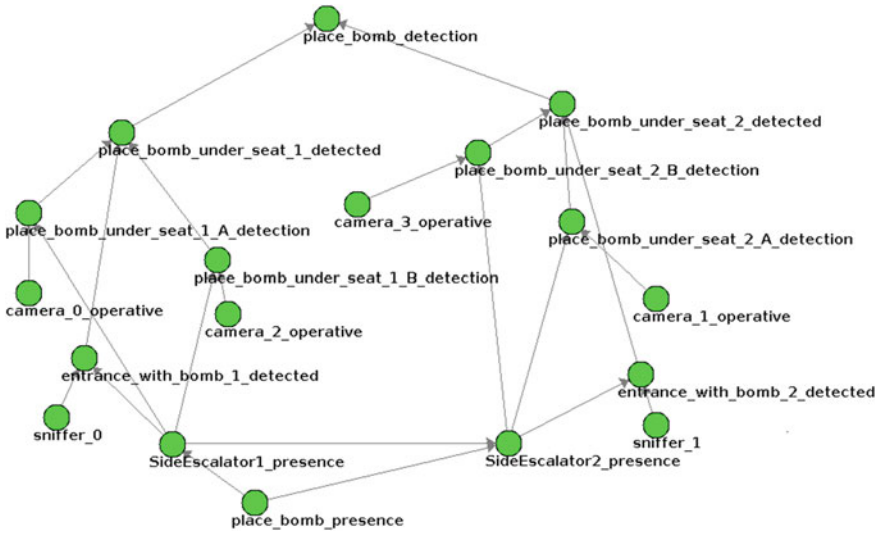 place_bomb_detection
place_bomb_under_seat_2_detected
place_bomb_under_seat_1_detected
place_bomb_under_seat_2_B_detection
camera_3_operative
place_bomb_under_seat_1_A_detection
place_bomb_under_seat_2_A_detection
place_bomb_under_seat_1_B_detection
camera_0_operative
camera_1_operative
camera_2_operative
entrance_with_bomb_1_detected
entrance_with_bomb_2_detected
sniffer_0
sniffer_1
SideEscalator1_presence
SideEscalator2_presence
place_bomb_presence